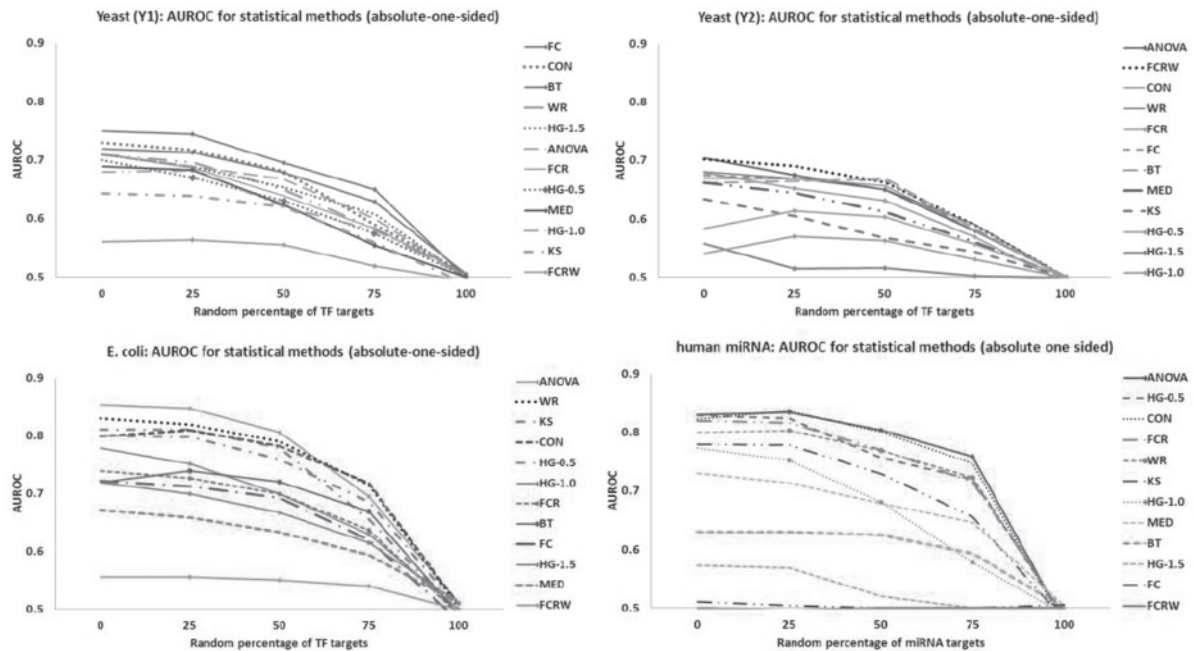 Yeast (Y1): AUROC for statistical methods (absolute-one-sided)
0.9
0.8
0.7
0.6
0.5
AUROC
0
25
50
75
100
Random percentage of TF targets
FC
CON
BT
WR
HG-1.5
ANOVA
FCR
HG-0.5
MED
HG-1.0
KS
FCRW
Yeast (Y2): AUROC for statistical methods (absolute-one-sided)
0.9
0.8
0.7
0.6
0.5
AUROC
0
25
50
75
100
Random percentage of TF targets
ANOVA
FCRW
CON
WR
FCR
FC
BT
MED
KS
HG-0.5
HG-1.5
HG-1.0
E. coli: AUROC for statistical methods (absolute-one-sided)
0.9
0.8
0.7
0.6
0.5
AUROC
0
25
50
75
100
Random percentage of TF targets
ANOVA
WR
KS
CON
HG-0.5
HG-1.0
FCR
BT
FC
HG-1.5
MED
FCRW
human miRNA: AUROC for statistical methods (absolute one sided)
0.9
0.8
0.7
0.6
0.5
AUROC
0
25
50
75
100
Random percentage of miRNA targets
ANOVA
HG-0.5
CON
FCR
WR
KS
HG-1.0
MED
BT
HG-1.5
FC
FCRW